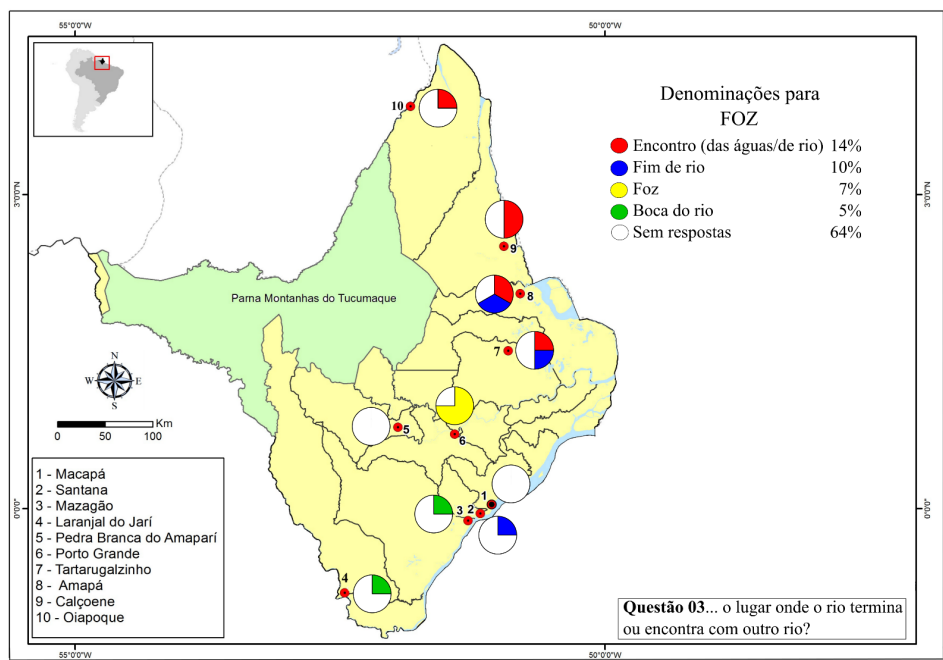 55°0'0"W
50°0'0"W
Denominações para
FOZ
Encontro (das águas/de rio) 14%
Fim de rio 10%
Foz 7%
Boca do rio 5%
Sem respostas 64%
3°0'0"N
3°0'0"N
10
9
8
7
Parna Montanhas do Tucumaque
N
W E
S
Km
0 50 100
5
6
1
2
3
4
0°0'0"
0°0'0"
1 - Macapá
2 - Santana
3 - Mazagão
4 - Laranjal do Jarí
5 - Pedra Branca do Amaparí
6 - Porto Grande
7 - Tartarugalzinho
8 - Amapá
9 - Calçoene
10 - Oiapoque
Questão 03... o lugar onde o rio termina
ou encontra com outro rio?
55°0'0"W
50°0'0"W